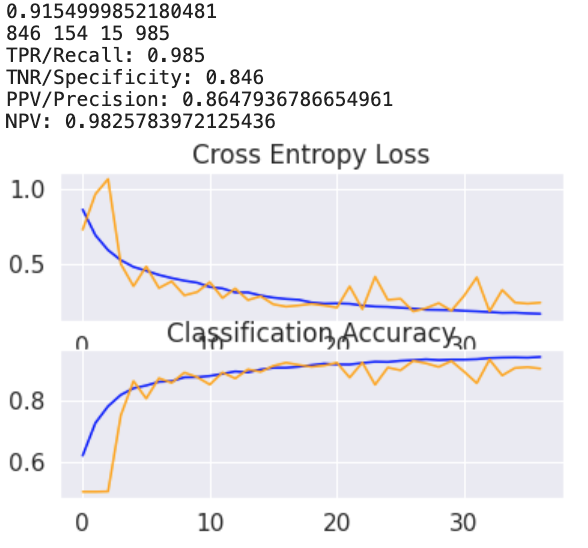 0.9154999852180481
846 154 15 985
TPR/Recall: 0.985
TNR/Specificity: 0.846
PPV/Precision: 0.8647936786654961
NPV: 0.9825783972125436
Cross Entropy Loss
1.0
0.5
0 10 20 30
Classification Accuracy
0.8
0.6
0 10 20 30